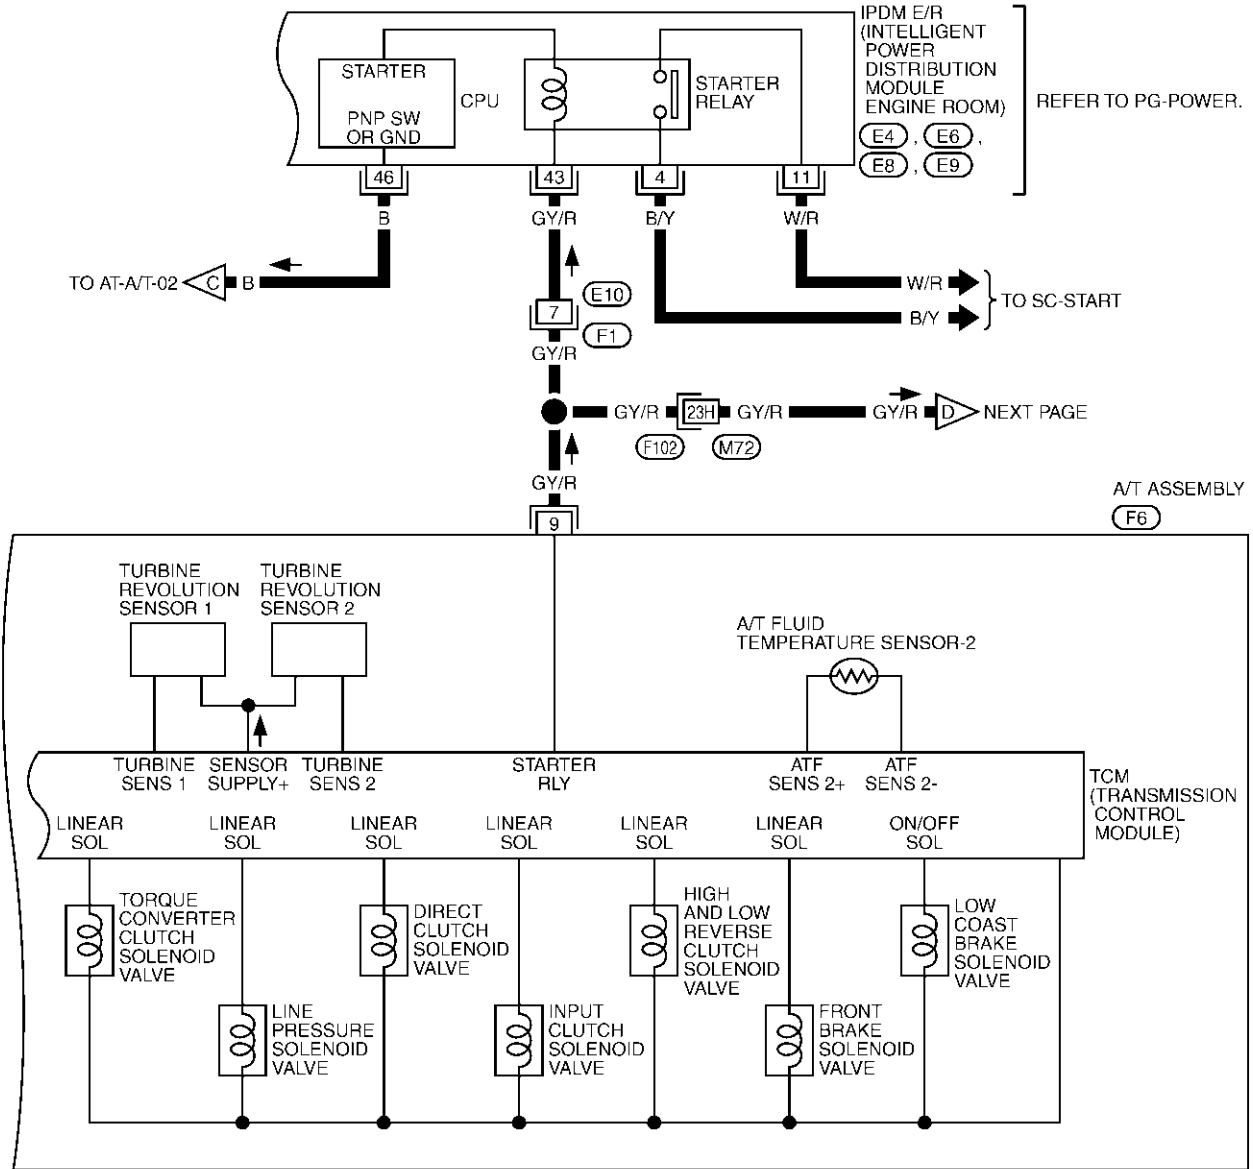 IPDM E/R
(INTELLIGENT
POWER
DISTRIBUTION
MODULE
ENGINE ROOM)
E4 , E6 ,
E8 , E9
REFER TO PG-POWER.
STARTER
PNP SW
OR GND
CPU
STARTER
RELAY
46
43
4
11
B
GY/R
B/Y
W/R
TO AT-A/T-02
C
B
W/R
B/Y
TO SC-START
7
E10
F1
GY/R
GY/R
23H
GY/R
GY/R
D
NEXT PAGE
F102
M72
GY/R
9
A/T ASSEMBLY
F6
TURBINE
REVOLUTION
SENSOR 1
TURBINE
REVOLUTION
SENSOR 2
A/T FLUID
TEMPERATURE SENSOR-2
TURBINE
SENS 1
SENSOR
SUPPLY+
TURBINE
SENS 2
STARTER
RLY
ATF
SENS 2+
ATF
SENS 2-
TCM
(TRANSMISSION
CONTROL
MODULE)
LINEAR
SOL
LINEAR
SOL
LINEAR
SOL
LINEAR
SOL
LINEAR
SOL
LINEAR
SOL
ON/OFF
SOL
TORQUE
CONVERTER
CLUTCH
SOLENOID
VALVE
DIRECT
CLUTCH
SOLENOID
VALVE
HIGH
AND LOW
REVERSE
CLUTCH
SOLENOID
VALVE
LOW
COAST
BRAKE
SOLENOID
VALVE
LINE
PRESSURE
SOLENOID
VALVE
INPUT
CLUTCH
SOLENOID
VALVE
FRONT
BRAKE
SOLENOID
VALVE